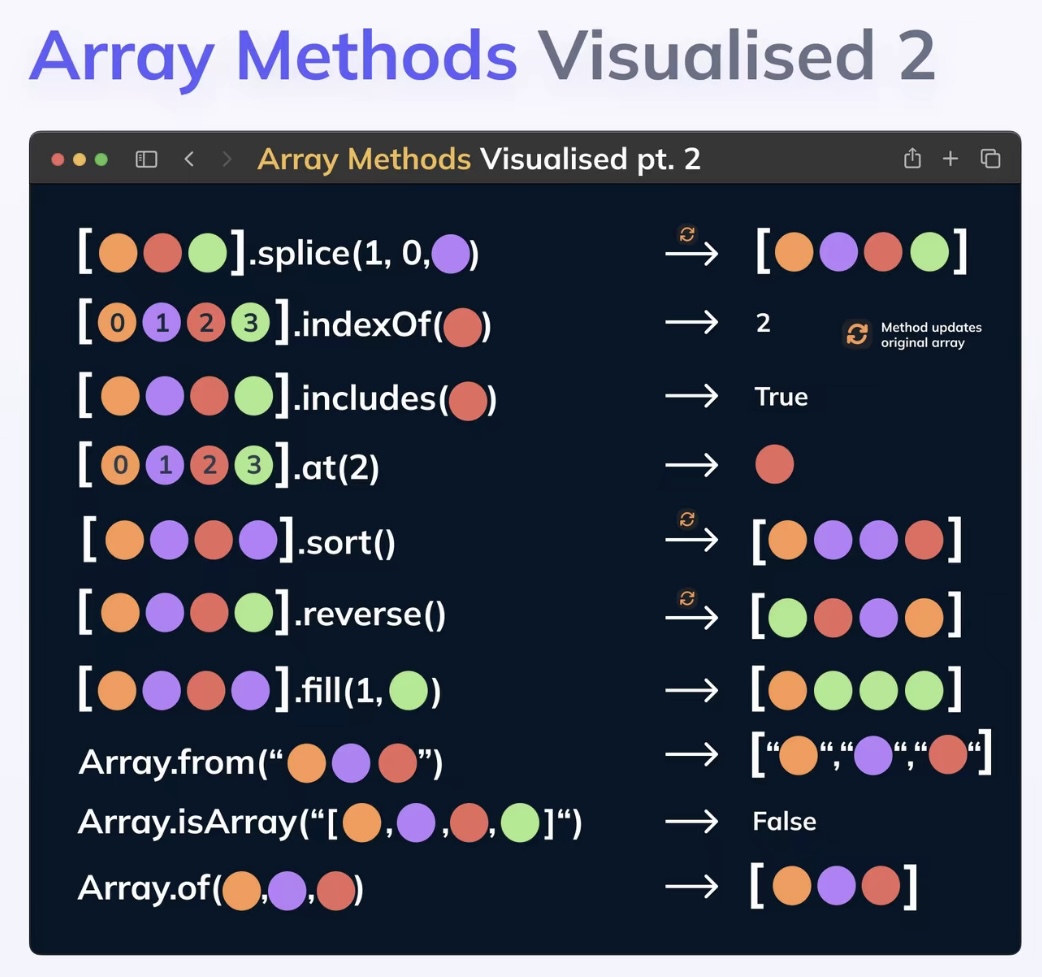 Array Methods Visualised 2
Array Methods Visualised pt. 2
[ ].splice(1, 0, ) [ ]
[ 0 1 2 3 ].indexOf( ) 2
Method updates
original array
[ ].includes( ) True
[ 0 1 2 3 ].at(2)
[ ].sort() [ ]
[ ].reverse() [ ]
[ ].fill(1, ) [ ]
Array.from(“ ”) [“ “,“ “,“ “]
Array.isArray(“[ , , , ]“) False
Array.of( , , ) [ ]